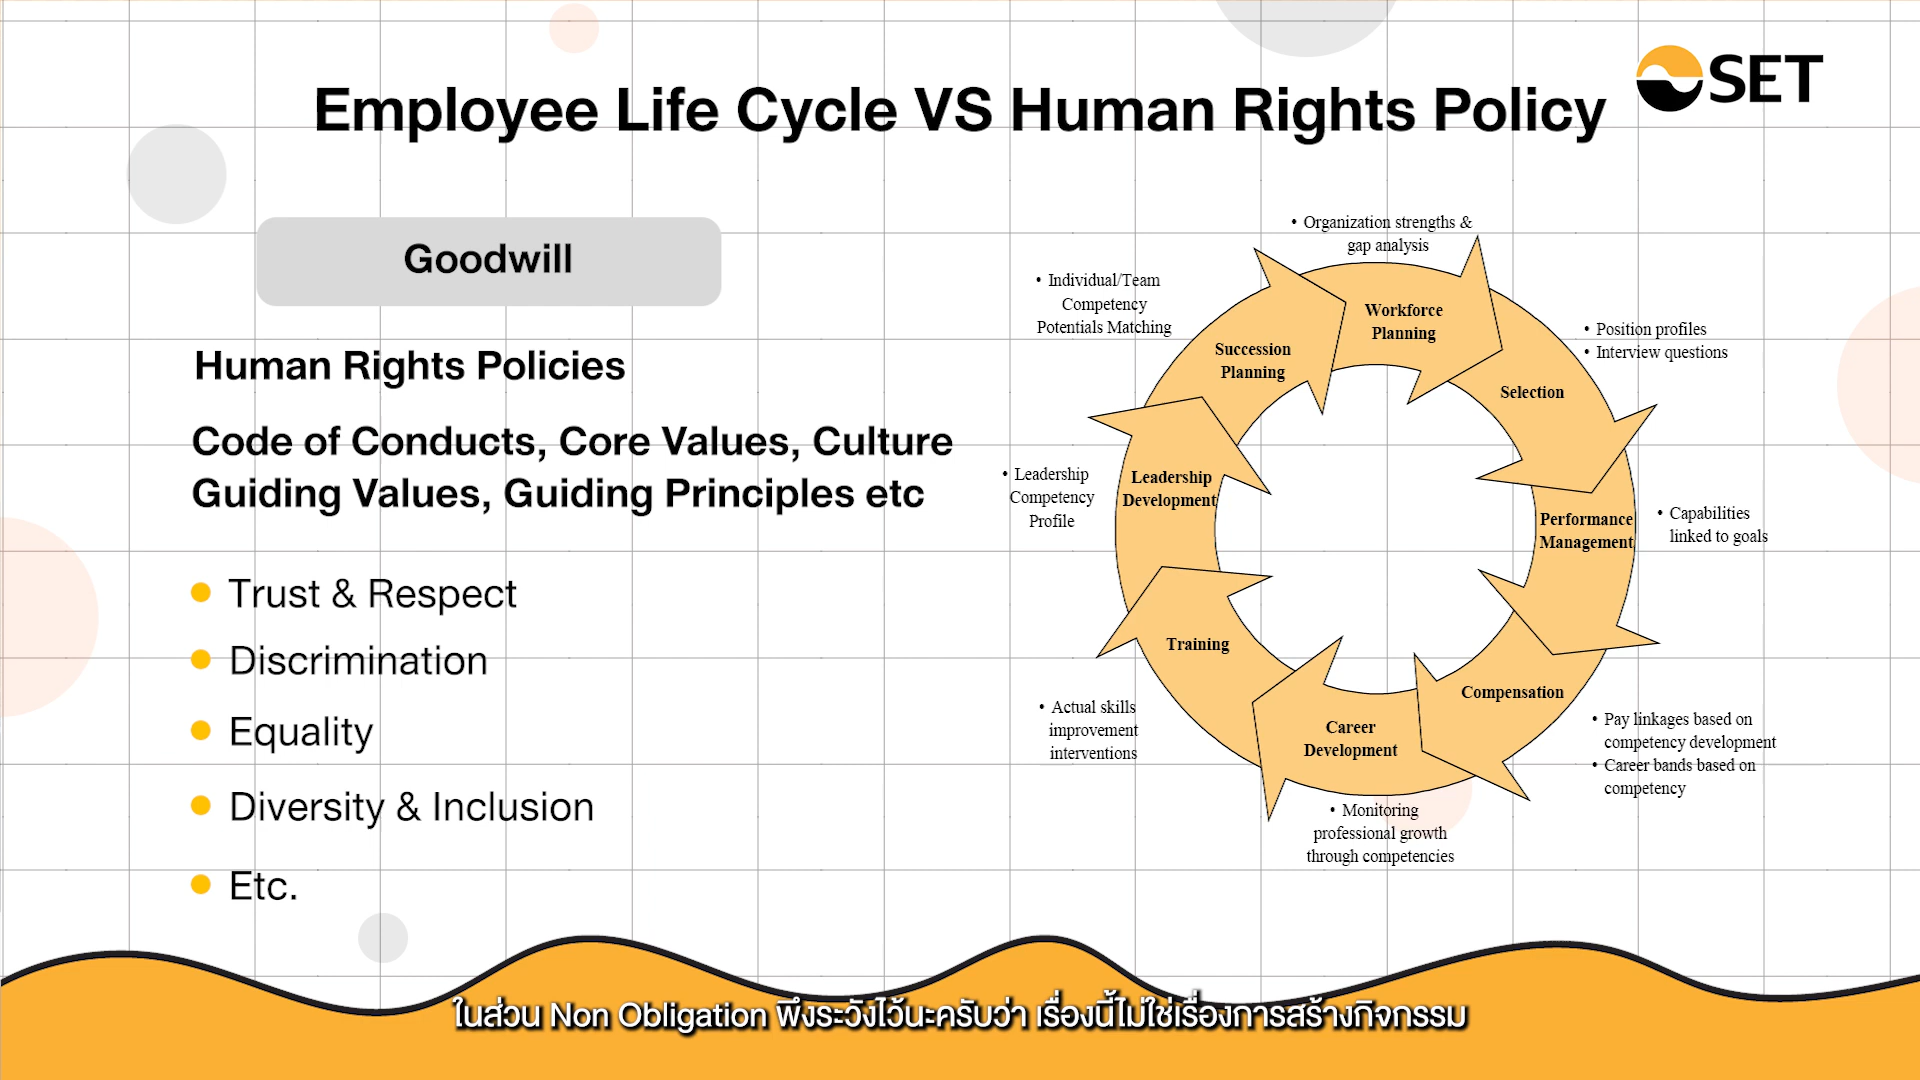 Employee Life Cycle VS Human Rights Policy
SET
Goodwill
Human Rights Policies
Code of Conducts, Core Values, Culture
Guiding Values, Guiding Principles etc
Trust & Respect
Discrimination
Equality
Diversity & Inclusion
Etc.
• Organization strengths &
gap analysis
Workforce
Planning
• Position profiles
• Interview questions
Selection
Performance
Management
• Capabilities
linked to goals
Compensation
• Pay linkages based on
competency development
• Career bands based on
competency
Career
Development
• Monitoring
professional growth
through competencies
Training
• Actual skills
improvement
interventions
Leadership
Development
• Leadership
Competency
Profile
Succession
Planning
• Individual/Team
Competency
Potentials Matching
ในส่วน Non Obligation พึงระวังไว้นะครับว่า เรื่องนี้ไม่ใช่เรื่องการสร้างกิจกรรม